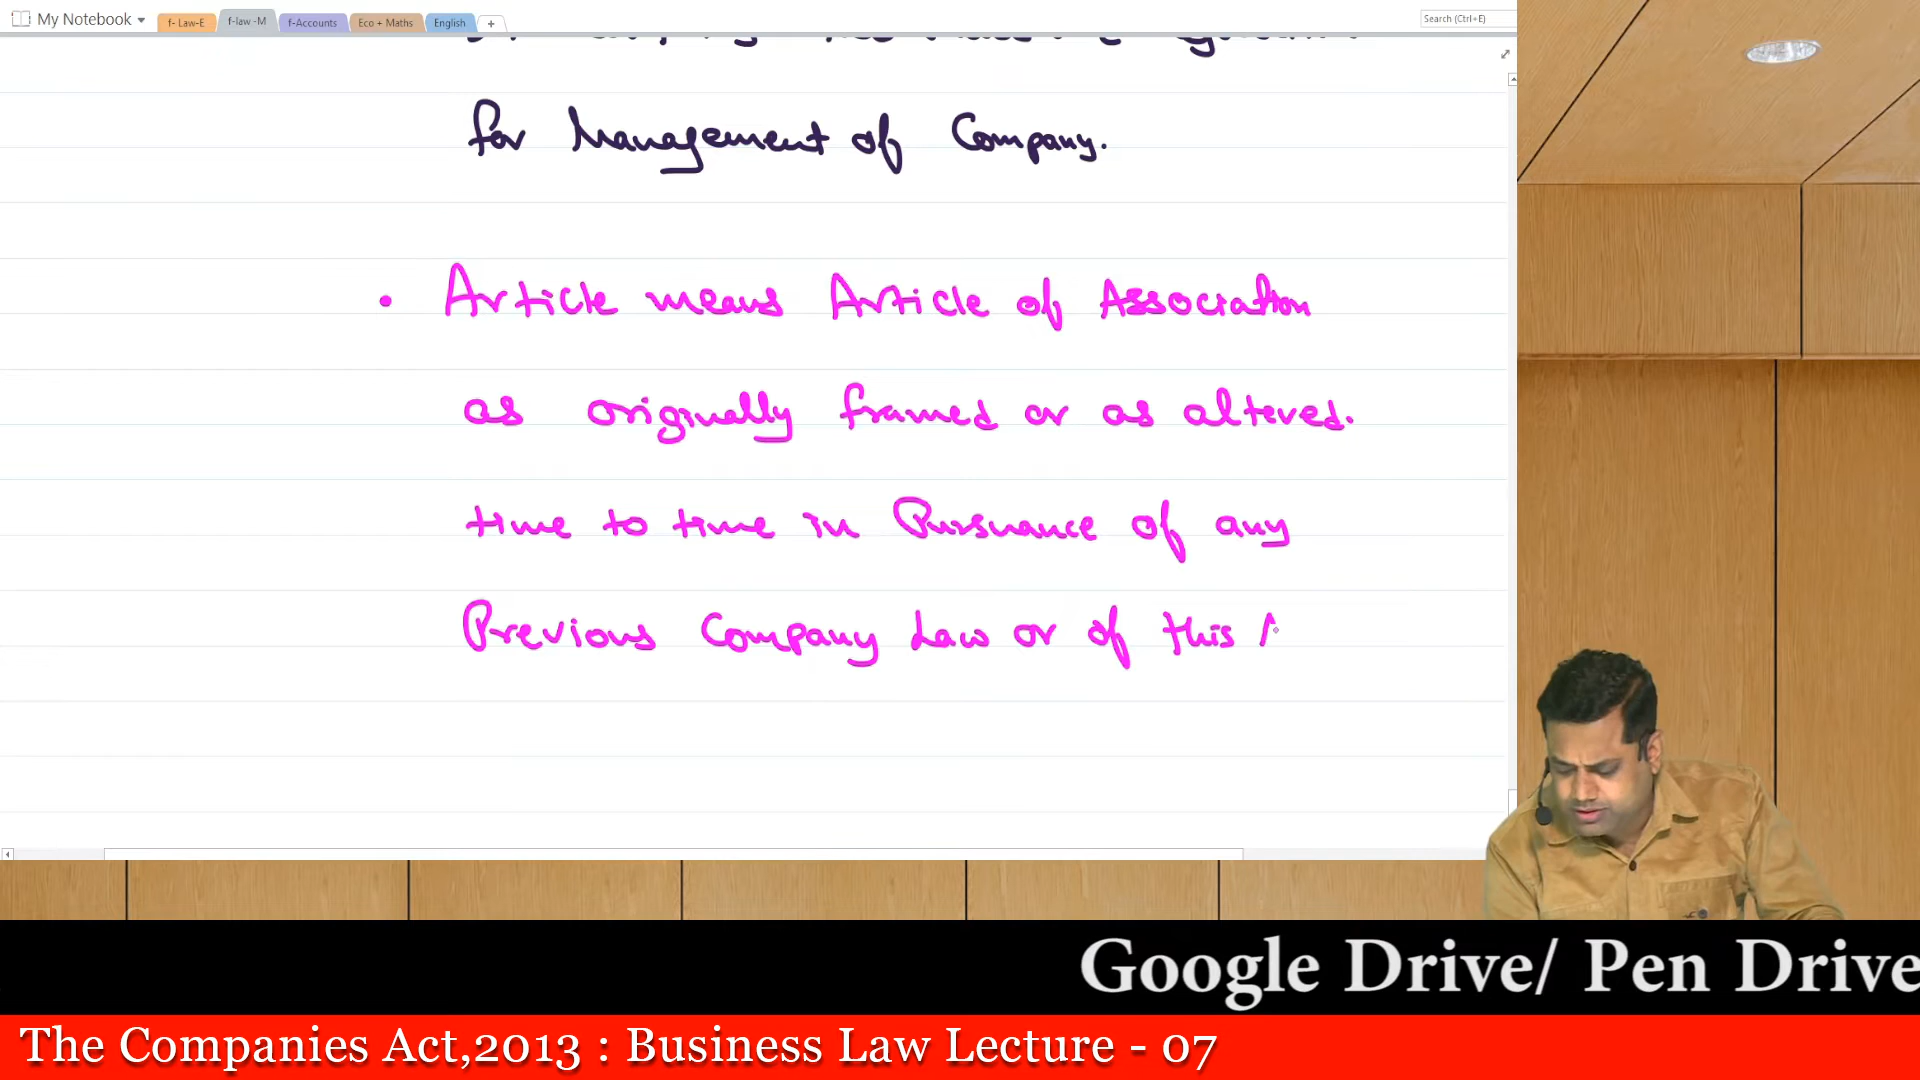 My Notebook
f- Law-E
f-law -M
f-Accounts
Eco + Maths
English
Search (Ctrl+E)
for Management of Company.
• Article means Article of Association
as originally framed or as altered.
time to time in Pursuance of any
Previous Company Law or of this
Google Drive/ Pen Drive
The Companies Act,2013 : Business Law Lecture - 07